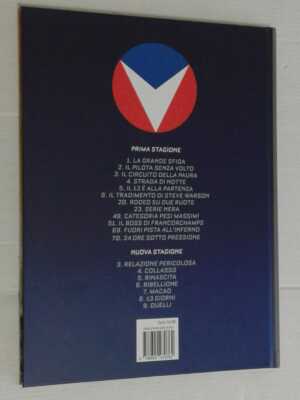 PRIMA STAGIONE
1. LA GRANDE SFIDA
2. IL PILOTA SENZA VOLTO
3. IL CIRCUITO DELLA PAURA
4. STRADA DI NOTTE
5. IL 13 È ALLA PARTENZA
6. IL TRADIMENTO DI STEVE WARSON
20. RODEO SU DUE RUOTE
23. SERIE NERA
49. CATEGORIA PESI MASSIMI
51. IL BOSS DI FRANCORCHAMPS
69. FUORI PISTA ALL'INFERNO
70. 24 ORE SOTTO PRESSIONE
NUOVA STAGIONE
3. RELAZIONE PERICOLOSA
4. COLLASSO
5. RINASCITA
6. RIBELLIONE
7. MACAO
8. 13 GIORNI
9. DUELLI